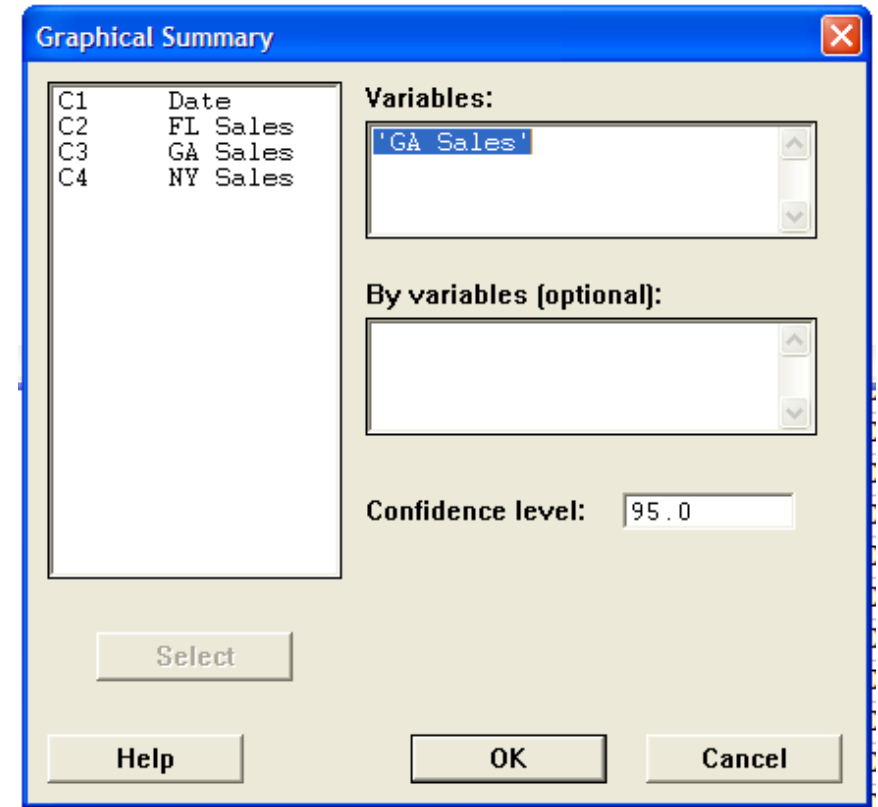 Graphical Summary
C1 Date
C2 FL Sales
C3 GA Sales
C4 NY Sales
Variables:
'GA Sales'
By variables (optional):
Confidence level: 95.0
Select
Help OK Cancel